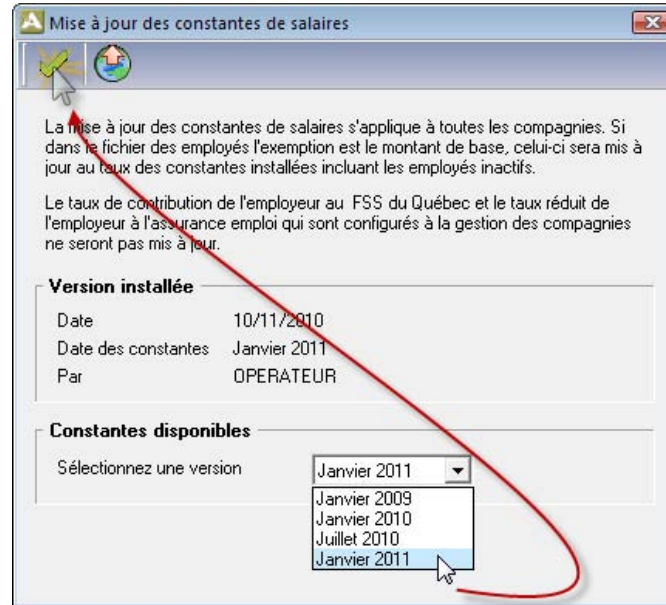 Mise à jour des constantes de salaires
La mise à jour des constantes de salaires s'applique à toutes les compagnies. Si
dans le fichier des employés l'exemption est le montant de base, celui-ci sera mis à
jour au taux des constantes installées incluant les employés inactifs.
Le taux de contribution de l'employeur au FSS du Québec et le taux réduit de
l'employeur à l'assurance emploi qui sont configurés à la gestion des compagnies
ne seront pas mis à jour.
Version installée
Date 10/11/2010
Date des constantes Janvier 2011
Par OPERATEUR
Constantes disponibles
Sélectionnez une version Janvier 2011
Janvier 2009
Janvier 2010
Juillet 2010
Janvier 2011